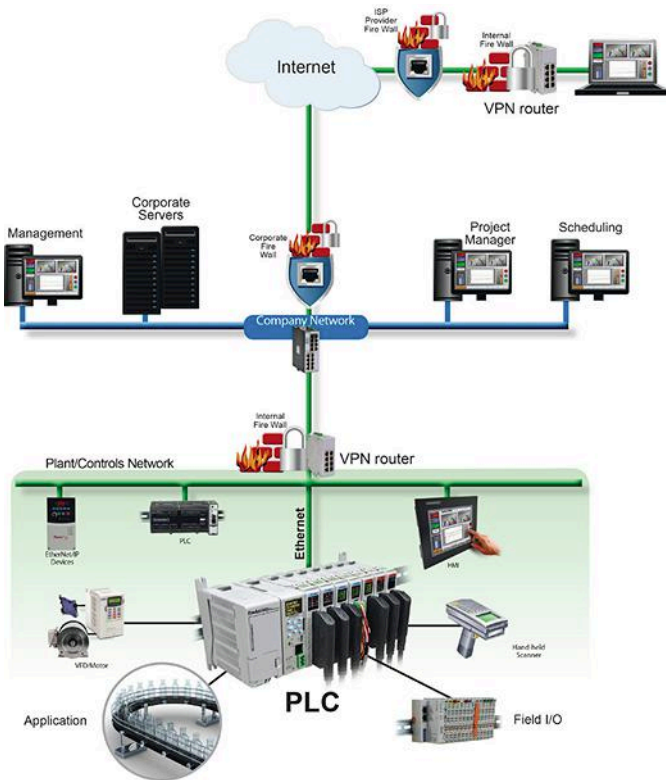 ISP
Provider
Fire Wall
Internal
Fire Wall
Internet
VPN router
Management
Corporate
Servers
Corporate
Fire
Wall
Project
Manager
Scheduling
Company Network
Internal
Fire Wall
VPN router
Plant/Controls Network
EtherNet/IP
Devices
PLC
Ethernet
HMI
VFD/Motor
Hand-held
Scanner
PLC
Application
Field I/O